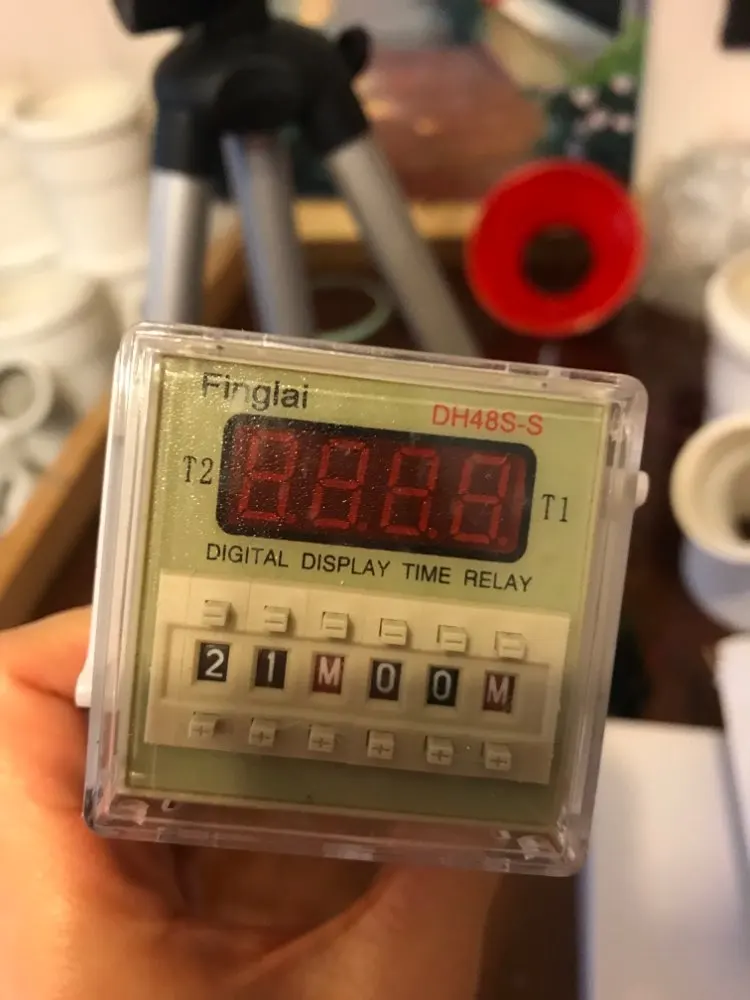 Finglai
DH48S-S
T2
T1
DIGITAL DISPLAY TIME RELAY
- - - - - -
2 1 M 0 0 M
+ + + + + +